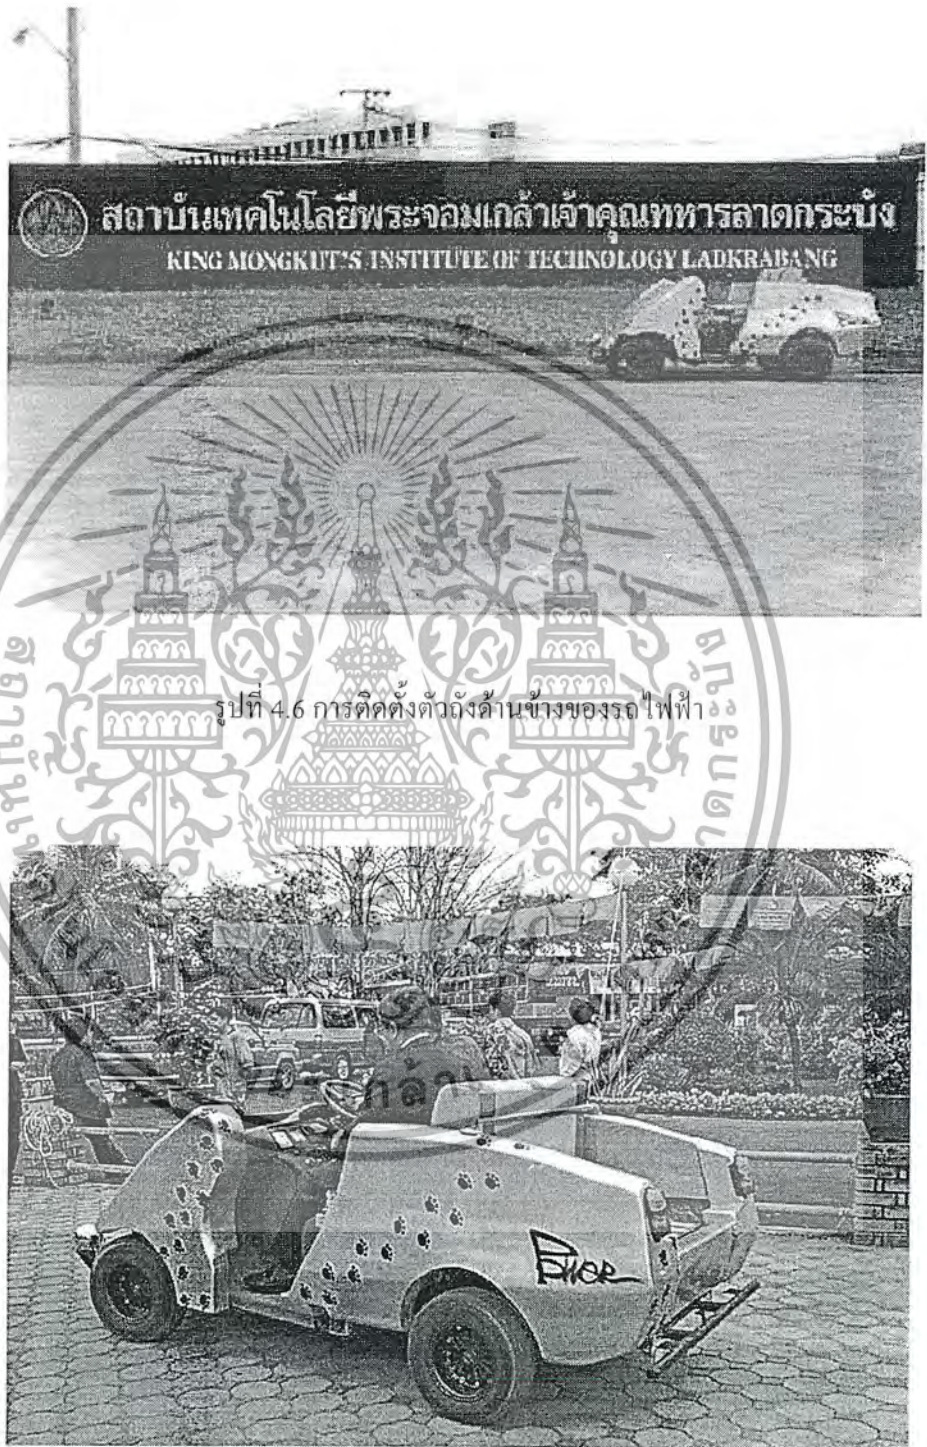 สถาบันเทคโนโลยีพระจอมเกล้าเจ้าคุณทหารลาดกระบัง
KING MONGKUT'S INSTITUTE OF TECHNOLOGY LADKRABANG
รูปที่ 4.6 การติดตั้งตัวถังด้านข้างของรถไฟฟ้า